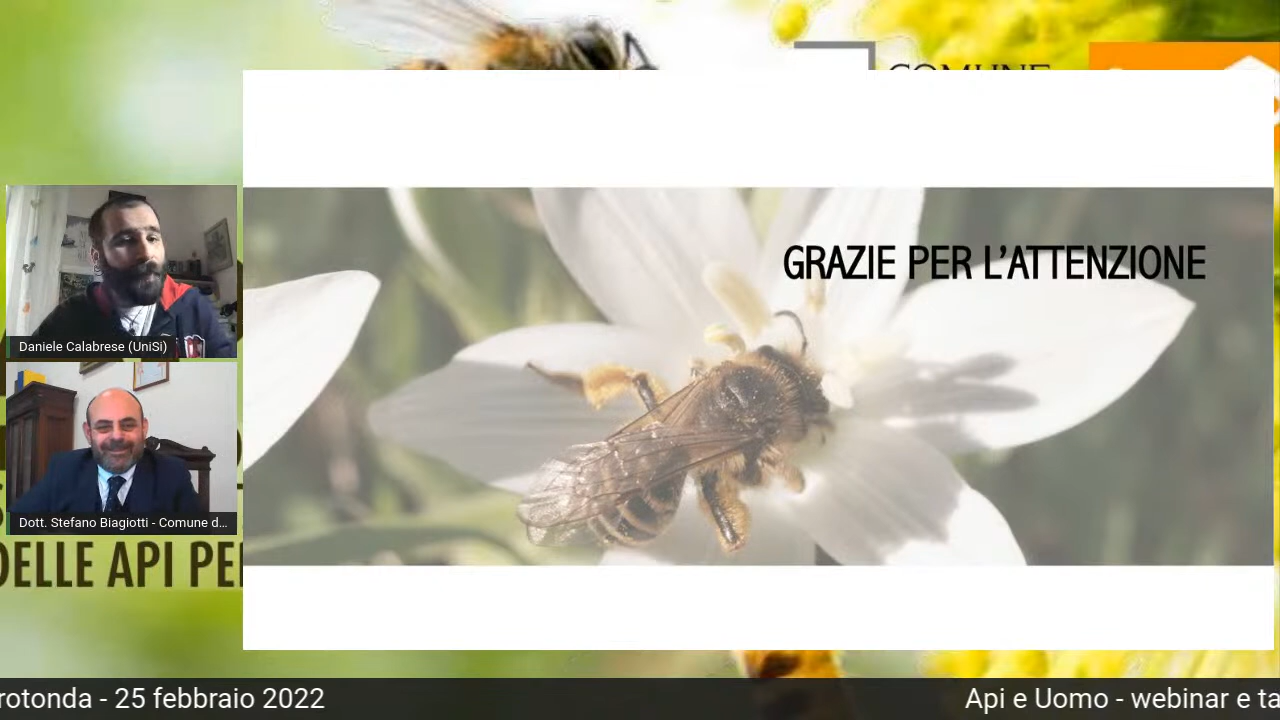 COMUNE
GRAZIE PER L'ATTENZIONE
Daniele Calabrese (UniSi)
Dott. Stefano Biagiotti - Comune d...
DELLE API PE
rotonda - 25 febbraio 2022
Api e Uomo - webinar e ta